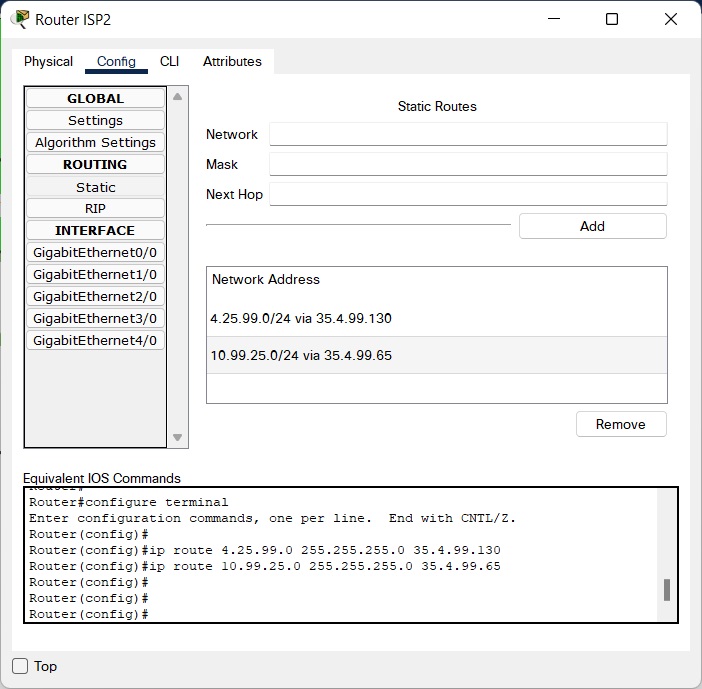 Router ISP2
Physical Config CLI Attributes
GLOBAL
Settings
Algorithm Settings
ROUTING
Static
RIP
INTERFACE
GigabitEthernet0/0
GigabitEthernet1/0
GigabitEthernet2/0
GigabitEthernet3/0
GigabitEthernet4/0
Static Routes
Network
Mask
Next Hop
Add
Network Address
4.25.99.0/24 via 35.4.99.130
10.99.25.0/24 via 35.4.99.65
Remove
Equivalent IOS Commands
Router#
Router#configure terminal
Enter configuration commands, one per line.  End with CNTL/Z.
Router(config)#
Router(config)#ip route 4.25.99.0 255.255.255.0 35.4.99.130
Router(config)#ip route 10.99.25.0 255.255.255.0 35.4.99.65
Router(config)#
Router(config)#
Router(config)#
Top